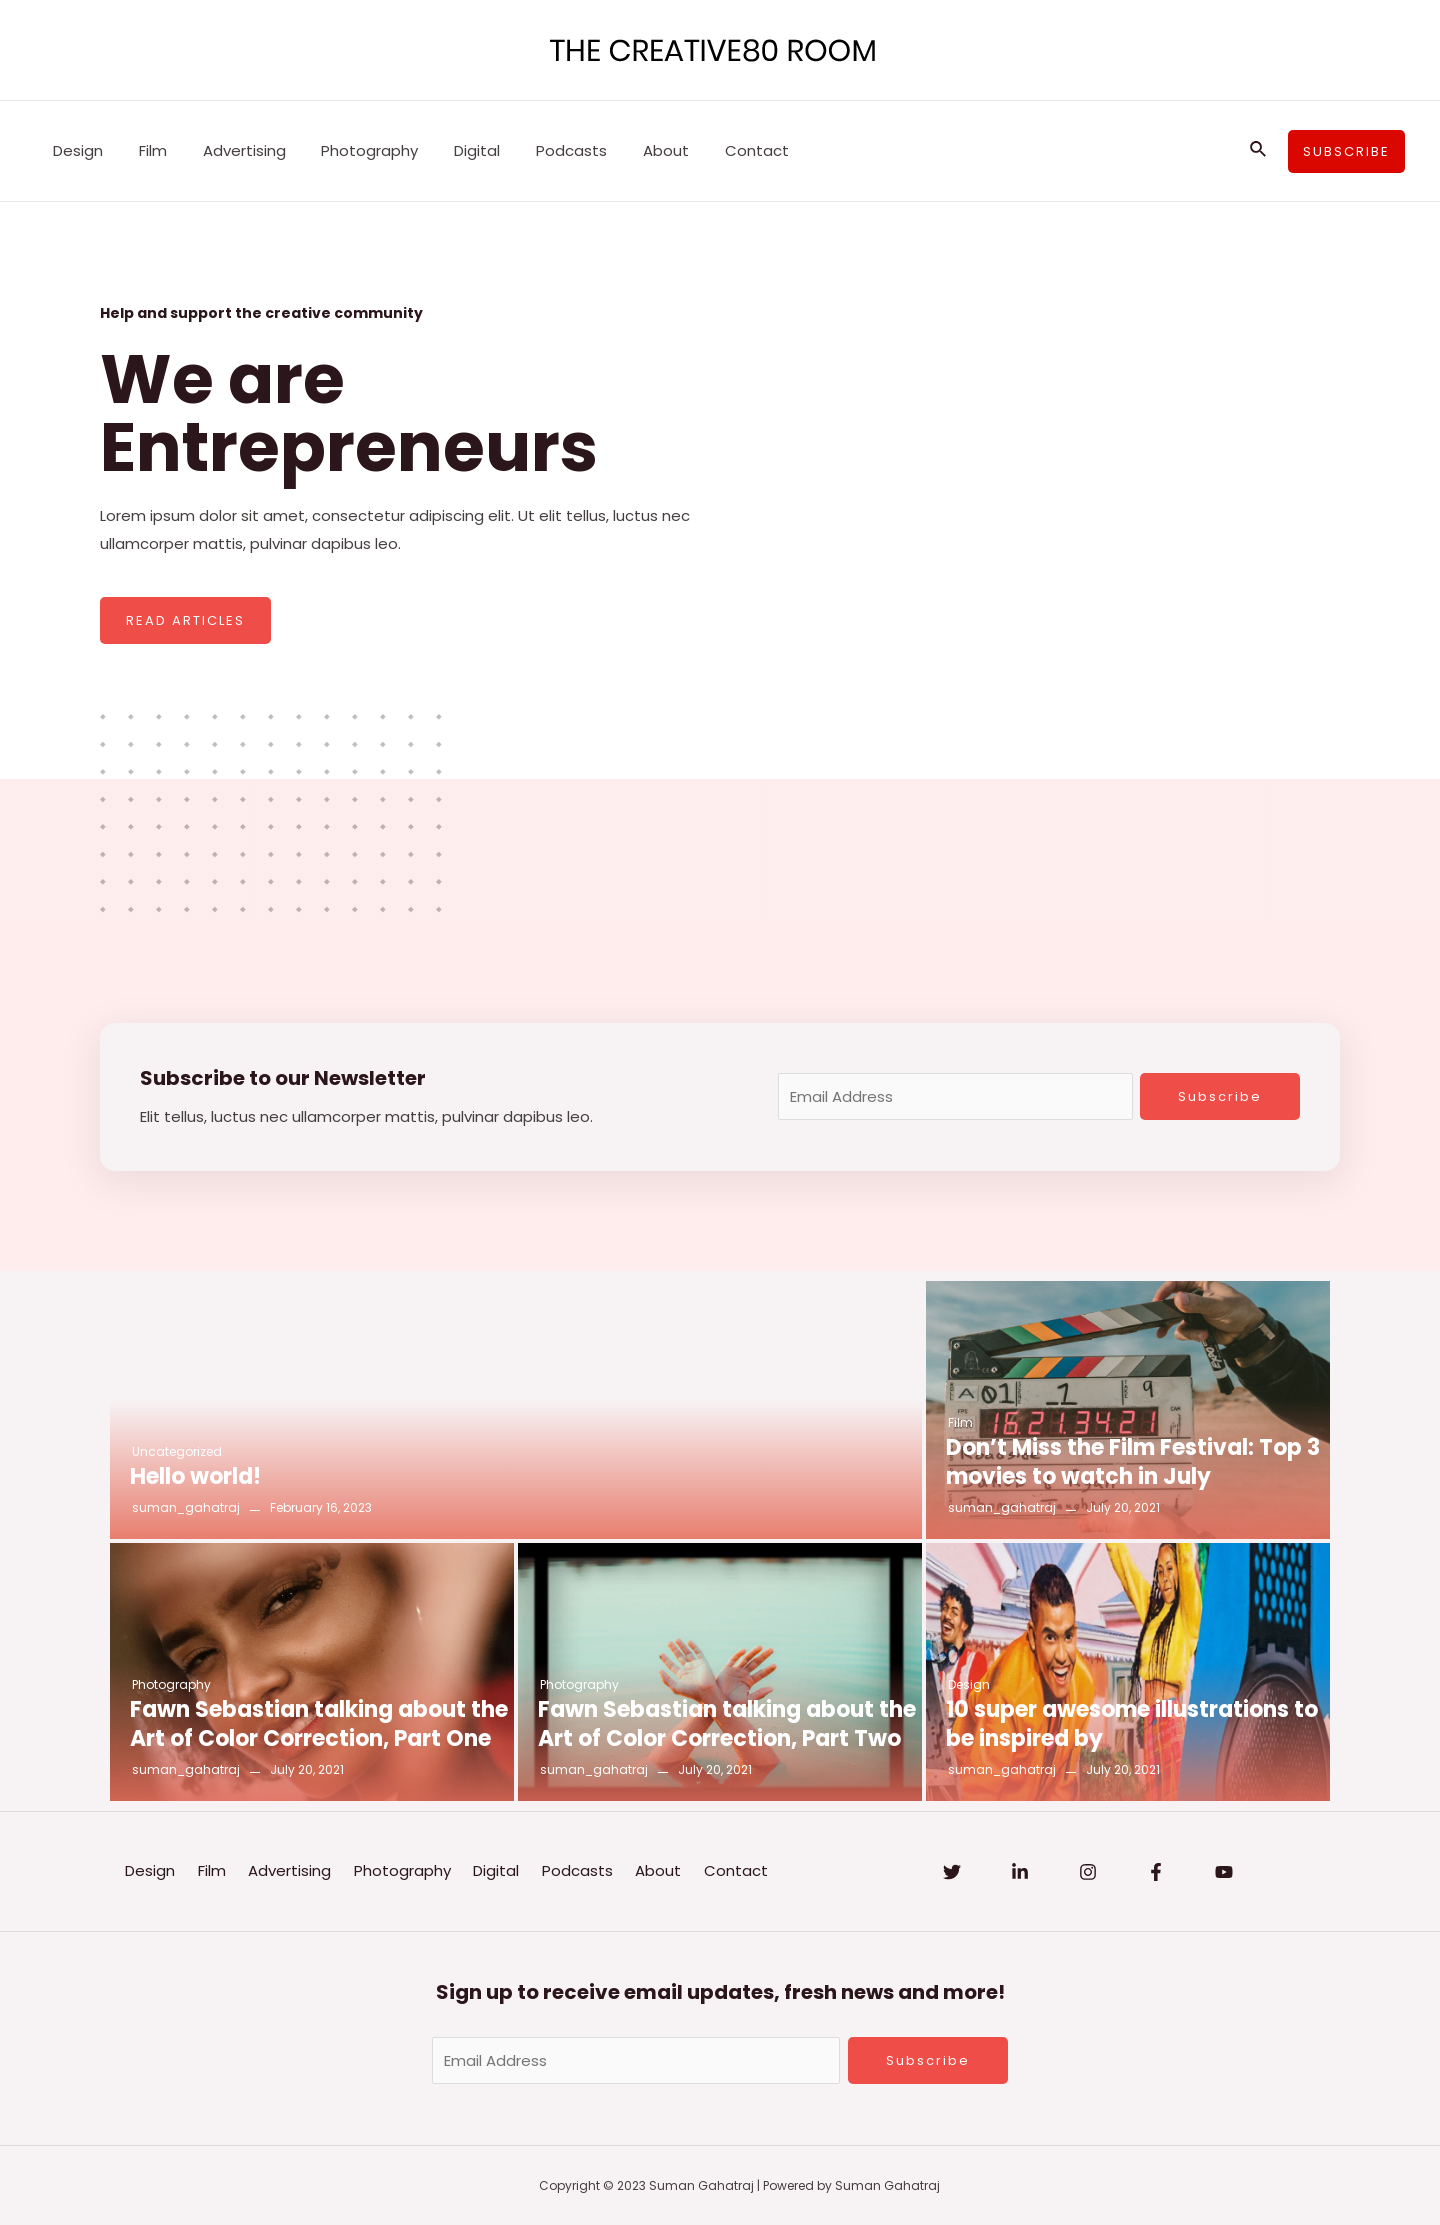 THE CREATIVE80 ROOM
Design Film Advertising Photography Digital Podcasts About Contact SUBSCRIBE
Help and support the creative community
We are
Entrepreneurs
Lorem ipsum dolor sit amet, consectetur adipiscing elit. Ut elit tellus, luctus nec
ullamcorper mattis, pulvinar dapibus leo.
READ ARTICLES
Subscribe to our Newsletter
Elit tellus, luctus nec ullamcorper mattis, pulvinar dapibus leo.
Email Address Subscribe
Uncategorized
Hello world!
suman_gahatraj — February 16, 2023
A 01 1 9
16.21.34.21
Film
Don’t Miss the Film Festival: Top 3
movies to watch in July
suman_gahatraj — July 20, 2021
Photography
Fawn Sebastian talking about the
Art of Color Correction, Part One
suman_gahatraj — July 20, 2021
Photography
Fawn Sebastian talking about the
Art of Color Correction, Part Two
suman_gahatraj — July 20, 2021
Design
10 super awesome illustrations to
be inspired by
suman_gahatraj — July 20, 2021
Design Film Advertising Photography Digital Podcasts About Contact
Sign up to receive email updates, fresh news and more!
Email Address Subscribe
Copyright © 2023 Suman Gahatraj | Powered by Suman Gahatraj